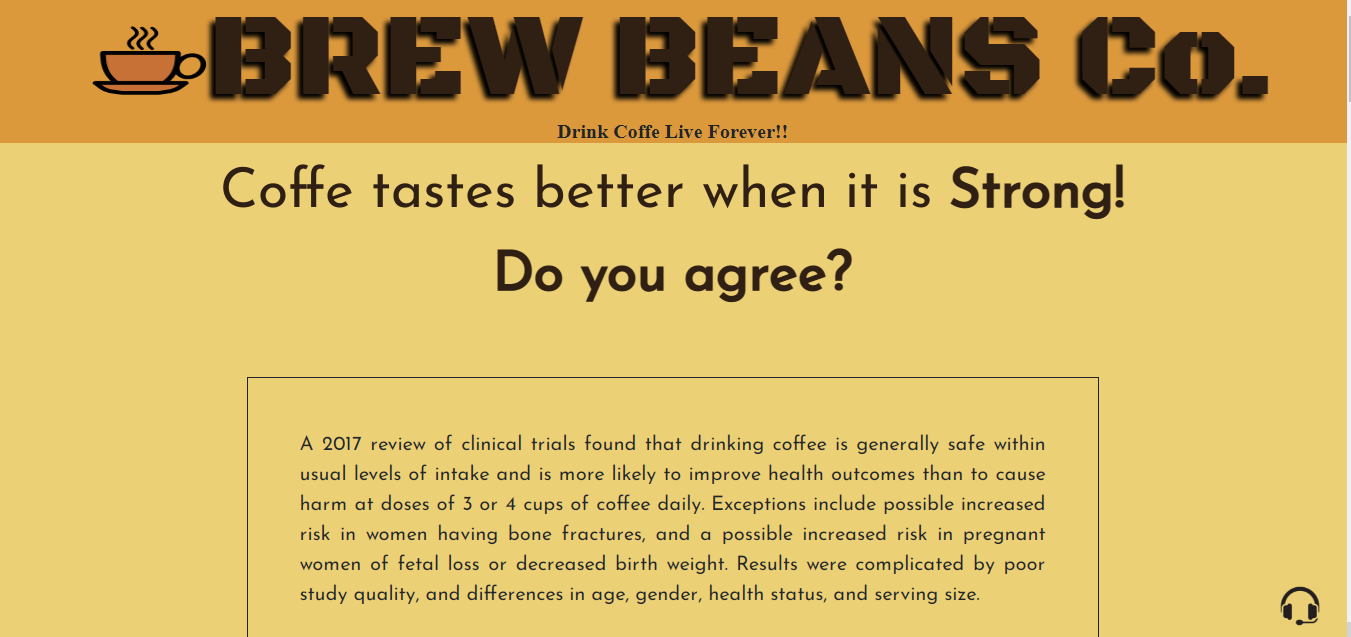 BREW BEANS Co.
Drink Coffe Live Forever!!
Coffe tastes better when it is Strong!
Do you agree?
A 2017 review of clinical trials found that drinking coffee is generally safe within
usual levels of intake and is more likely to improve health outcomes than to cause
harm at doses of 3 or 4 cups of coffee daily. Exceptions include possible increased
risk in women having bone fractures, and a possible increased risk in pregnant
women of fetal loss or decreased birth weight. Results were complicated by poor
study quality, and differences in age, gender, health status, and serving size.